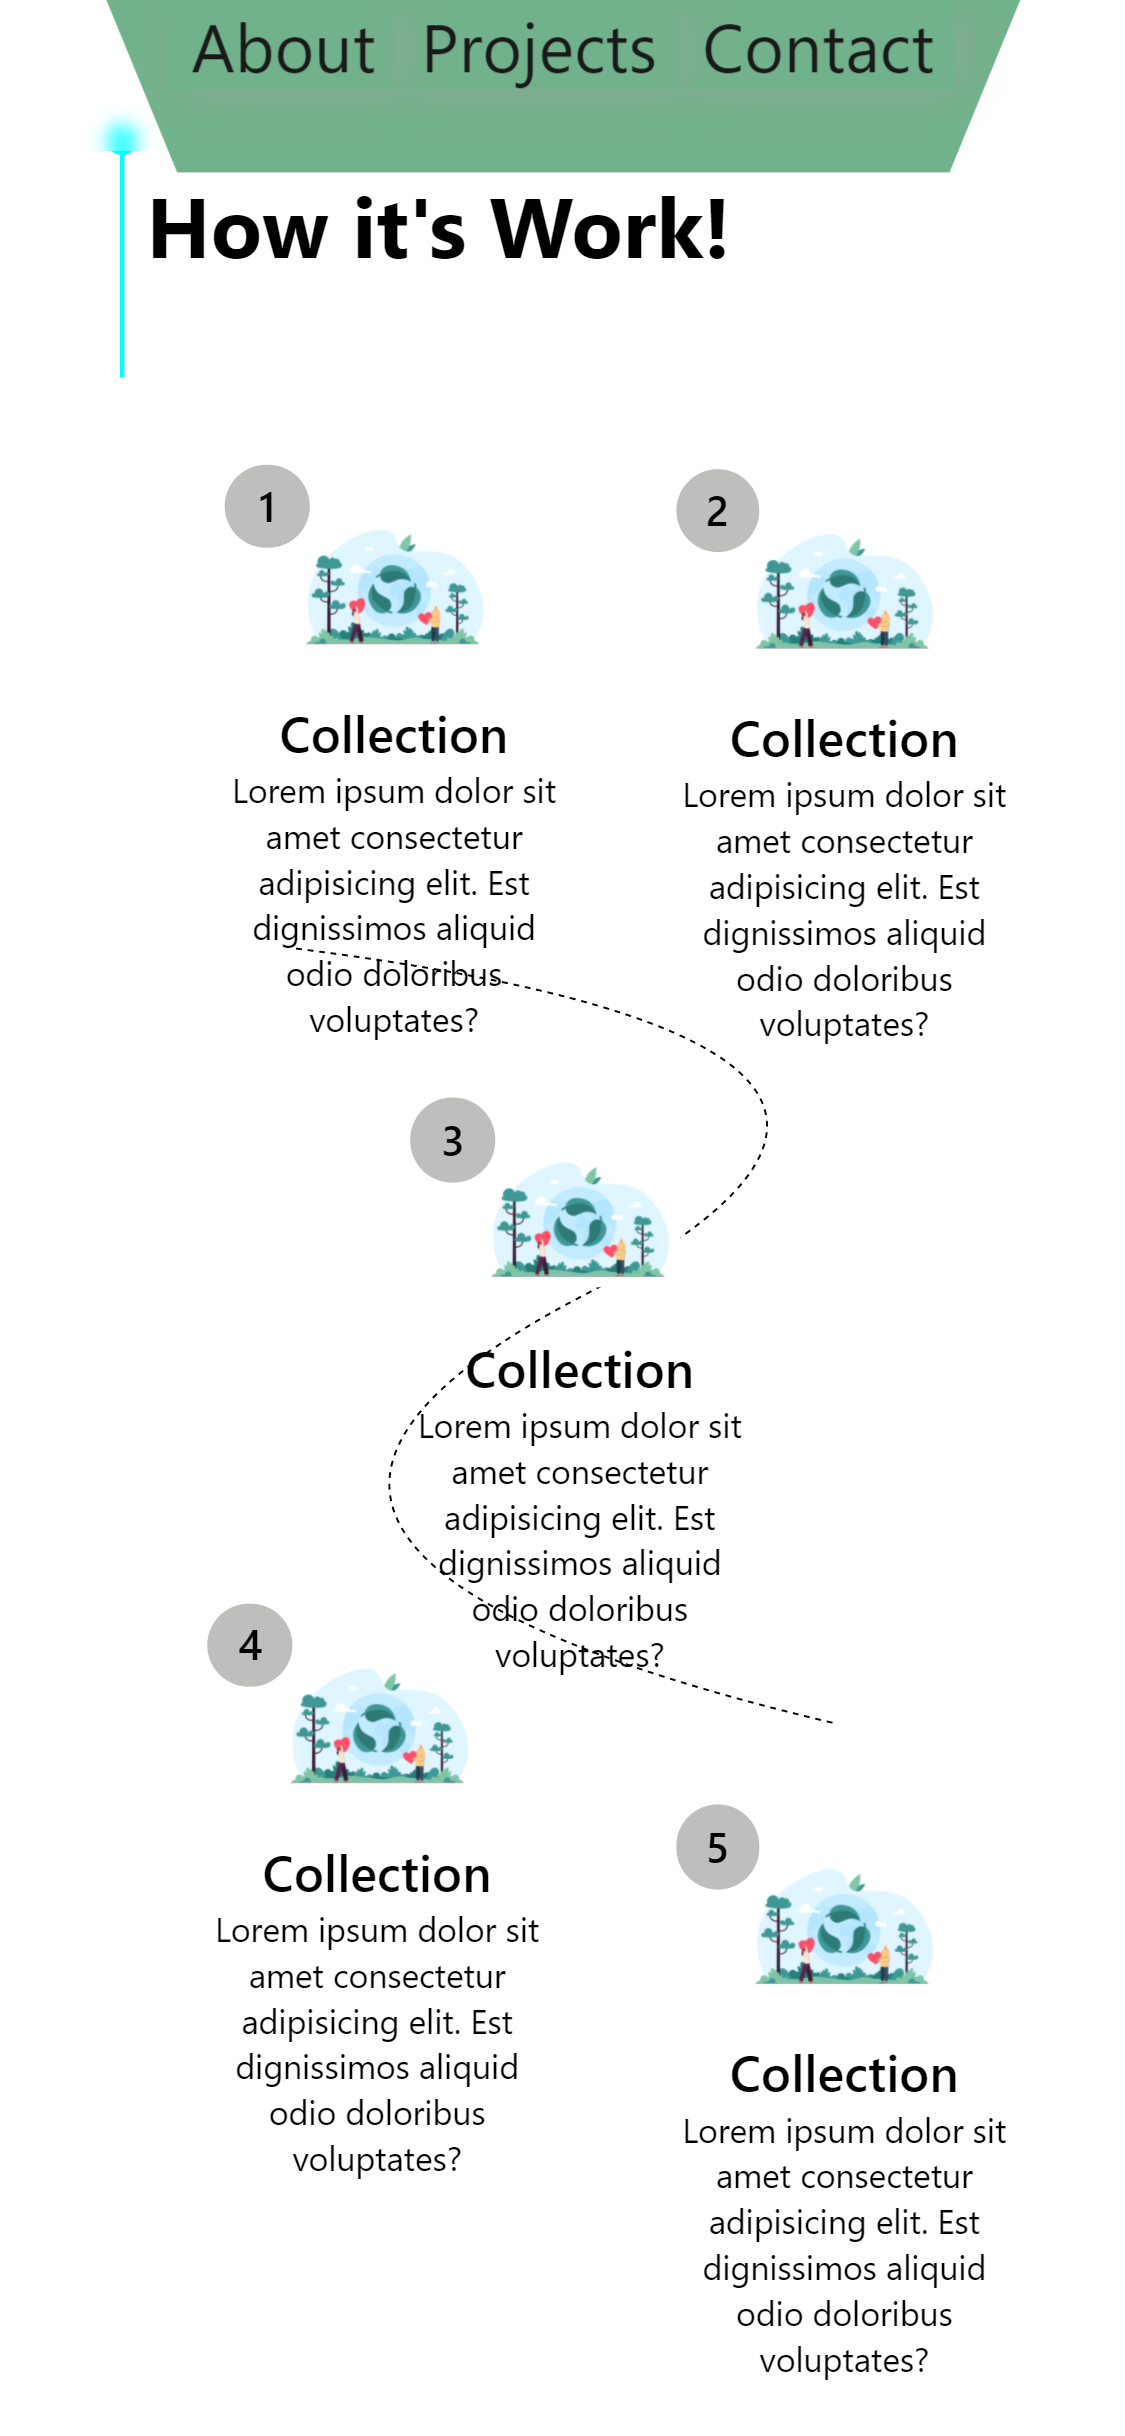 About Projects Contact
How it's Work!
1
Collection
Lorem ipsum dolor sit
amet consectetur
adipisicing elit. Est
dignissimos aliquid
odio doloribus
voluptates?
2
Collection
Lorem ipsum dolor sit
amet consectetur
adipisicing elit. Est
dignissimos aliquid
odio doloribus
voluptates?
3
Collection
Lorem ipsum dolor sit
amet consectetur
adipisicing elit. Est
dignissimos aliquid
odio doloribus
voluptates?
4
Collection
Lorem ipsum dolor sit
amet consectetur
adipisicing elit. Est
dignissimos aliquid
odio doloribus
voluptates?
5
Collection
Lorem ipsum dolor sit
amet consectetur
adipisicing elit. Est
dignissimos aliquid
odio doloribus
voluptates?